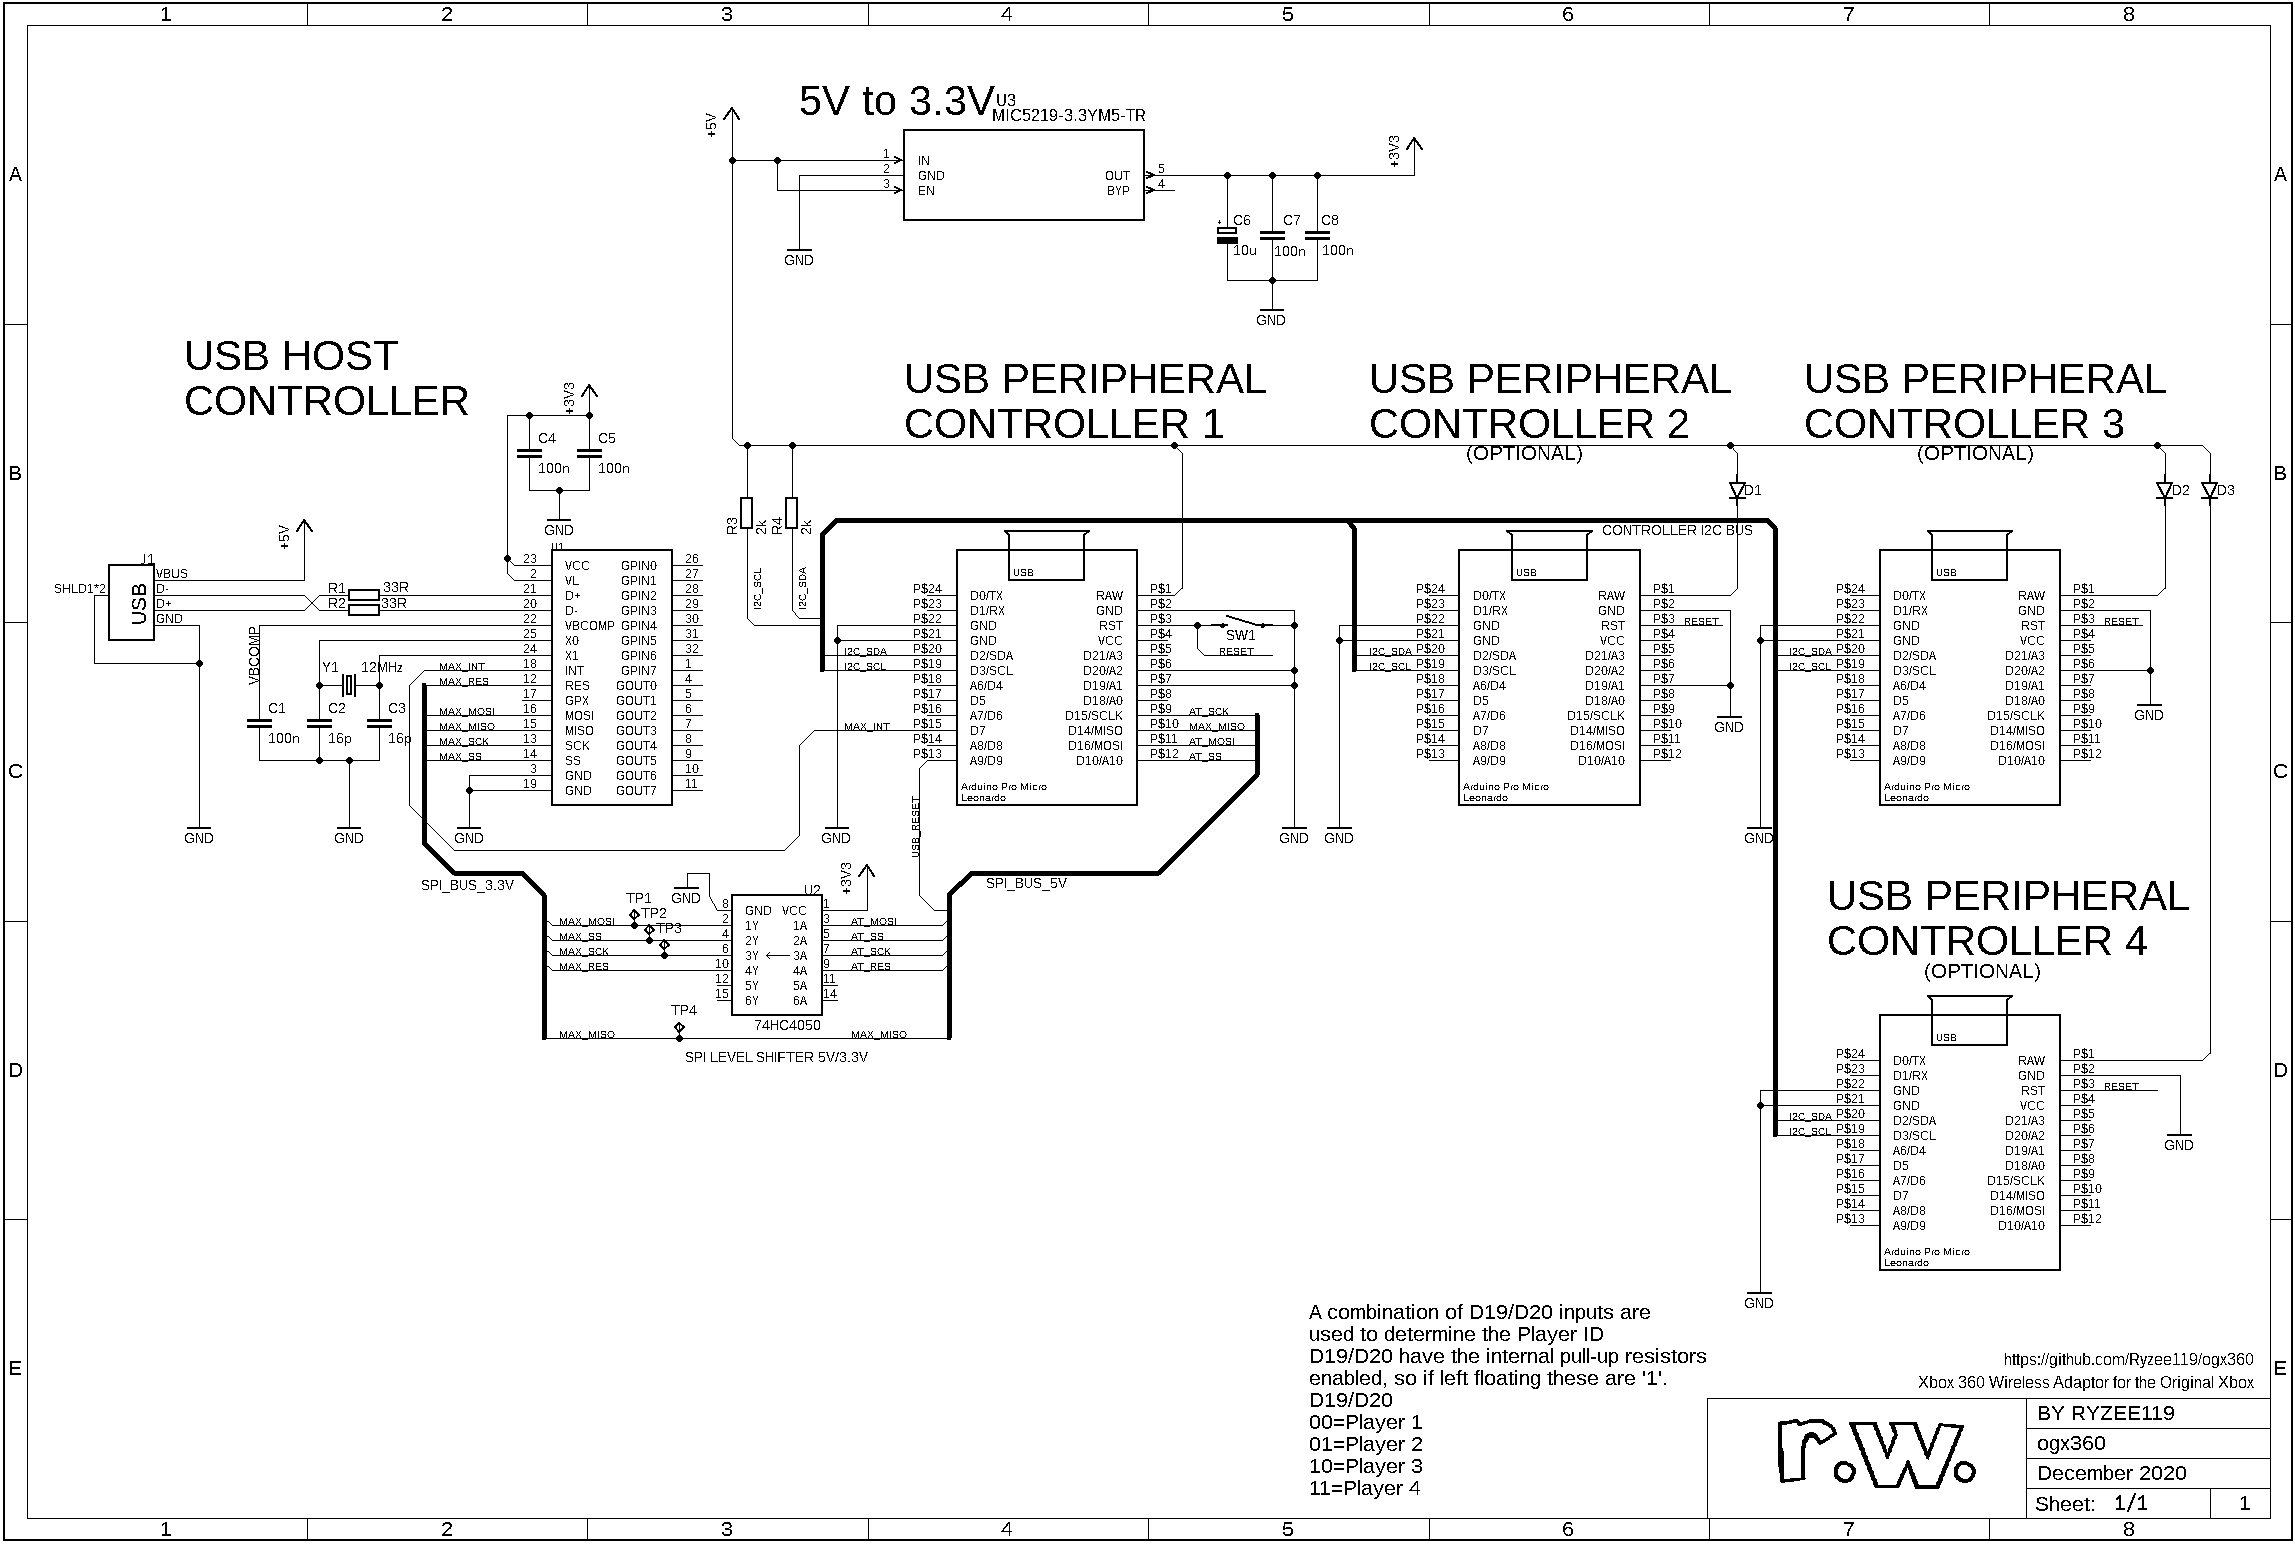 1 2 3 4 5 6 7 8
A
A
5V to 3.3V
U3
MIC5219-3.3YM5-TR
+5V
1 IN
2 GND
3 EN
OUT 5
BYP 4
+3V3
C6 C7 C8
10u 100n 100n
GND
GND
USB HOST
CONTROLLER
+3V3
C4 C5
100n 100n
GND
USB PERIPHERAL
CONTROLLER 1
USB PERIPHERAL
CONTROLLER 2
(OPTIONAL)
USB PERIPHERAL
CONTROLLER 3
(OPTIONAL)
B
B
D1
D2 D3
R3 2k R4 2k
I2C_SCL
I2C_SDA
CONTROLLER I2C BUS
+5V
J1
SHLD1*2
USB
VBUS
D-
D+
GND
R1 33R
R2 33R
VBCOMP
Y1 12MHz
C1 C2 C3
100n 16p 16p
GND GND GND
U1
23 VCC GPIN0 26
2 VL GPIN1 27
21 D+ GPIN2 28
20 D- GPIN3 29
22 VBCOMP GPIN4 30
25 X0 GPIN5 31
24 X1 GPIN6 32
MAX_INT 18 INT GPIN7 1
MAX_RES 12 RES GOUT0 4
17 GPX GOUT1 5
MAX_MOSI 16 MOSI GOUT2 6
MAX_MISO 15 MISO GOUT3 7
MAX_SCK 13 SCK GOUT4 8
MAX_SS 14 SS GOUT5 9
3 GND GOUT6 10
19 GND GOUT7 11
USB
P$24 D0/TX RAW P$1
P$23 D1/RX GND P$2
P$22 GND RST P$3
P$21 GND VCC P$4
I2C_SDA P$20 D2/SDA D21/A3 P$5
I2C_SCL P$19 D3/SCL D20/A2 P$6
P$18 A6/D4 D19/A1 P$7
P$17 D5 D18/A0 P$8
P$16 A7/D6 D15/SCLK P$9 AT_SCK
MAX_INT P$15 D7 D14/MISO P$10 MAX_MISO
P$14 A8/D8 D16/MOSI P$11 AT_MOSI
P$13 A9/D9 D10/A10 P$12 AT_SS
Arduino Pro Micro
Leonardo
SW1
RESET
GND
GND
USB_RESET
USB
P$24 D0/TX RAW P$1
P$23 D1/RX GND P$2
P$22 GND RST P$3 RESET
P$21 GND VCC P$4
I2C_SDA P$20 D2/SDA D21/A3 P$5
I2C_SCL P$19 D3/SCL D20/A2 P$6
P$18 A6/D4 D19/A1 P$7
P$17 D5 D18/A0 P$8
P$16 A7/D6 D15/SCLK P$9
P$15 D7 D14/MISO P$10
P$14 A8/D8 D16/MOSI P$11
P$13 A9/D9 D10/A10 P$12
Arduino Pro Micro
Leonardo
GND
GND
USB
P$24 D0/TX RAW P$1
P$23 D1/RX GND P$2
P$22 GND RST P$3 RESET
P$21 GND VCC P$4
I2C_SDA P$20 D2/SDA D21/A3 P$5
I2C_SCL P$19 D3/SCL D20/A2 P$6
P$18 A6/D4 D19/A1 P$7
P$17 D5 D18/A0 P$8
P$16 A7/D6 D15/SCLK P$9
P$15 D7 D14/MISO P$10
P$14 A8/D8 D16/MOSI P$11
P$13 A9/D9 D10/A10 P$12
Arduino Pro Micro
Leonardo
GND
GND
C
C
GND
SPI_BUS_3.3V
SPI_BUS_5V
GND
U2
+3V3
TP1
TP2
TP3
8 GND VCC 1
MAX_MOSI 2 1Y 1A 3 AT_MOSI
MAX_SS 4 2Y 2A 5 AT_SS
MAX_SCK 6 3Y 3A 7 AT_SCK
MAX_RES 10 4Y 4A 9 AT_RES
12 5Y 5A 11
15 6Y 6A 14
74HC4050
TP4
MAX_MISO MAX_MISO
SPI LEVEL SHIFTER 5V/3.3V
USB PERIPHERAL
CONTROLLER 4
(OPTIONAL)
D
D
USB
P$24 D0/TX RAW P$1
P$23 D1/RX GND P$2
P$22 GND RST P$3 RESET
P$21 GND VCC P$4
I2C_SDA P$20 D2/SDA D21/A3 P$5
I2C_SCL P$19 D3/SCL D20/A2 P$6
P$18 A6/D4 D19/A1 P$7
P$17 D5 D18/A0 P$8
P$16 A7/D6 D15/SCLK P$9
P$15 D7 D14/MISO P$10
P$14 A8/D8 D16/MOSI P$11
P$13 A9/D9 D10/A10 P$12
Arduino Pro Micro
Leonardo
GND
GND
A combination of D19/D20 inputs are
used to determine the Player ID
D19/D20 have the internal pull-up resistors
enabled, so if left floating these are '1'.
D19/D20
00=Player 1
01=Player 2
10=Player 3
11=Player 4
E
E
https://github.com/Ryzee119/ogx360
Xbox 360 Wireless Adaptor for the Original Xbox
r.w.
BY RYZEE119
ogx360
December 2020
Sheet: 1/1 1
1 2 3 4 5 6 7 8